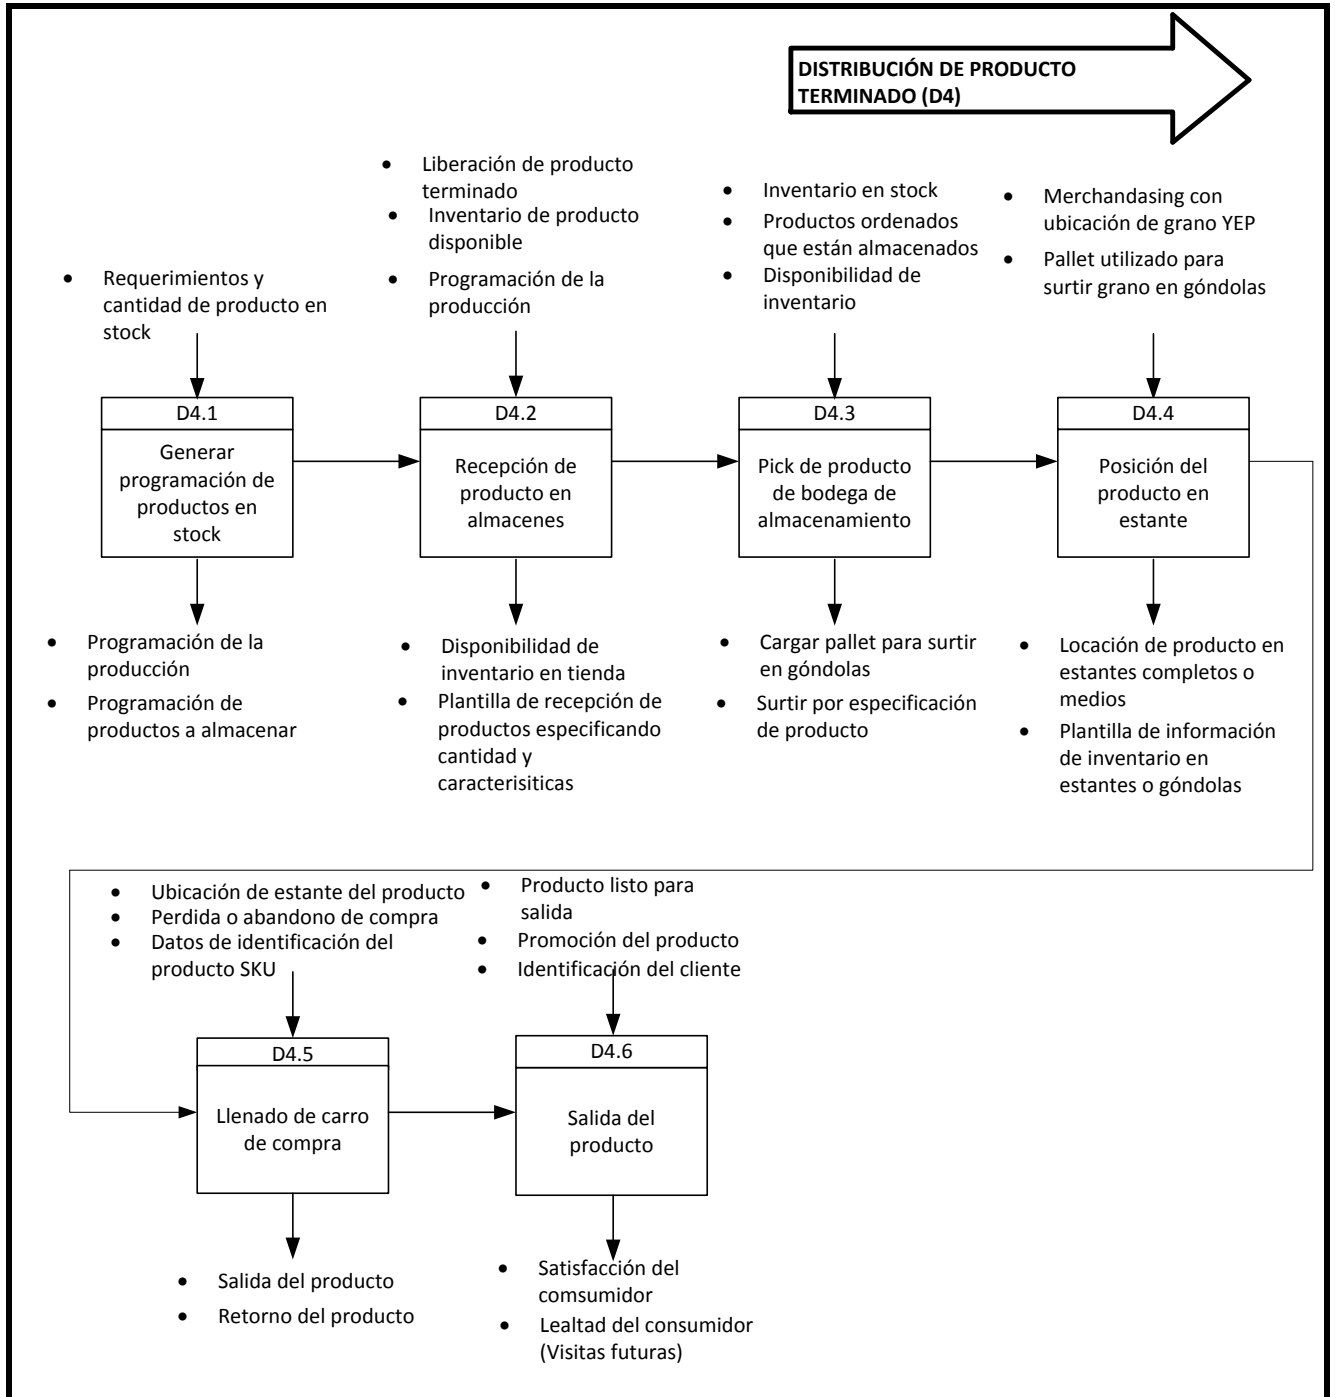 DISTRIBUCIÓN DE PRODUCTO
TERMINADO (D4)
• Requerimientos y
cantidad de producto en
stock
• Liberación de producto
terminado
• Inventario de producto
disponible
• Programación de la
producción
• Inventario en stock
• Productos ordenados
que están almacenados
• Disponibilidad de
inventario
• Merchandasing con
ubicación de grano YEP
• Pallet utilizado para
surtir grano en góndolas
D4.1
Generar
programación de
productos en
stock
D4.2
Recepción de
producto en
almacenes
D4.3
Pick de producto
de bodega de
almacenamiento
D4.4
Posición del
producto en
estante
• Programación de la
producción
• Programación de
productos a almacenar
• Disponibilidad de
inventario en tienda
• Plantilla de recepción de
productos especificando
cantidad y
caracterisiticas
• Cargar pallet para surtir
en góndolas
• Surtir por especificación
de producto
• Locación de producto en
estantes completos o
medios
• Plantilla de información
de inventario en
estantes o góndolas
• Ubicación de estante del producto
• Perdida o abandono de compra
• Datos de identificación del
producto SKU
• Producto listo para
salida
• Promoción del producto
• Identificación del cliente
D4.5
Llenado de carro
de compra
D4.6
Salida del
producto
• Salida del producto
• Retorno del producto
• Satisfacción del
comsumidor
• Lealtad del consumidor
(Visitas futuras)